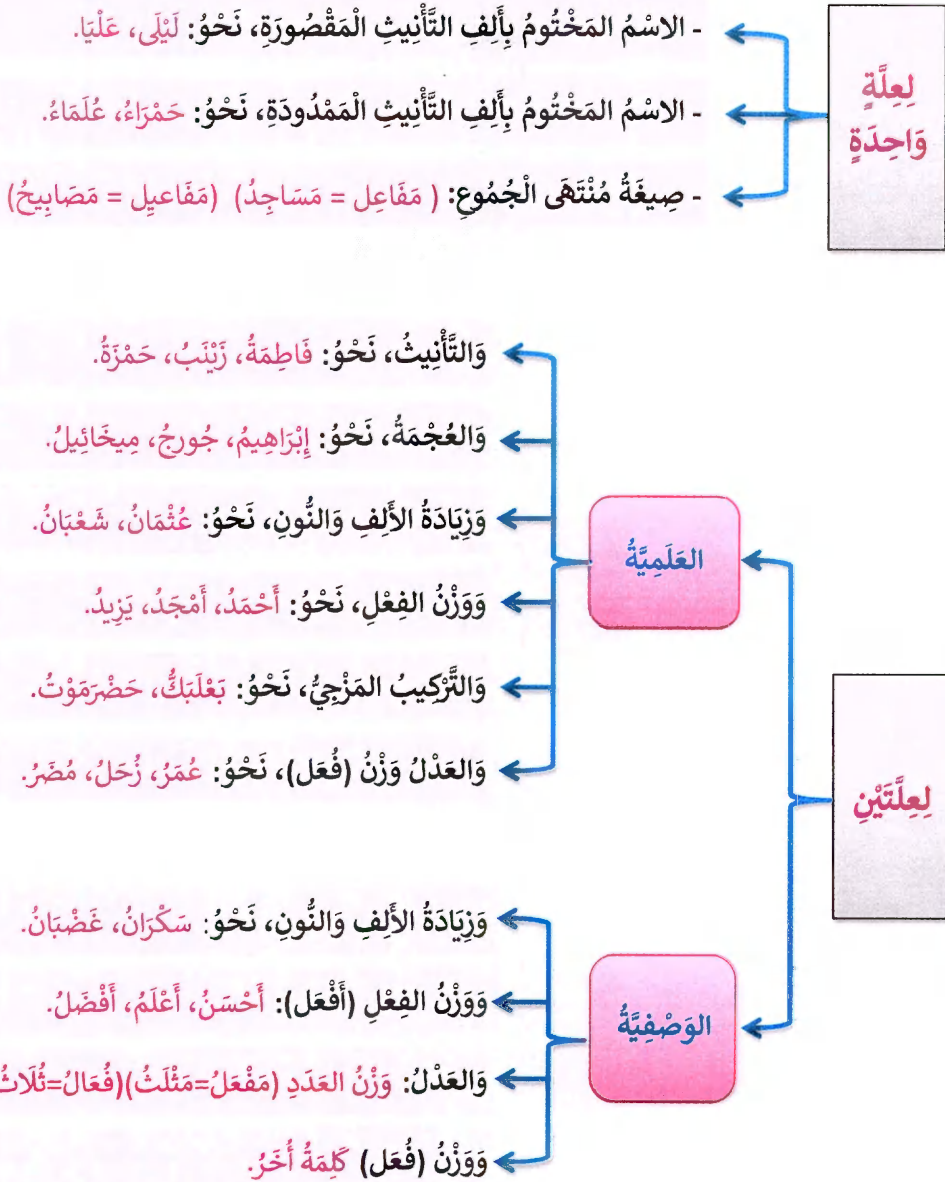 لِعِلَّةٍ
وَاحِدَةٍ
- الاسْمُ المَخْتُومُ بِأَلِفِ التَّأْنِيثِ الْمَقْصُورَةِ، نَحْوُ: لَيْلَى، عَلْيَا.
- الاسْمُ المَخْتُومُ بِأَلِفِ التَّأْنِيثِ الْمَمْدُودَةِ، نَحْوُ: حَمْرَاءُ، عُلَمَاءُ.
- صِيغَةُ مُنْتَهَى الْجُمُوعِ: ( مَفَاعِل = مَسَاجِدُ) (مَفَاعيِل = مَصَابِيحُ)
لِعِلَّتَيْنِ
العَلَمِيَّةُ
وَالتَّأْنِيثُ، نَحْوُ: فَاطِمَةُ، زَيْنَبُ، حَمْزَةُ.
وَالعُجْمَةُ، نَحْوُ: إِبْرَاهِيمُ، جُورجُ، مِيخَائِيلُ.
وَزِيَادَةُ الأَلِفِ وَالنُّونِ، نَحْوُ: عُثْمَانُ، شَعْبَانُ.
وَوَزْنُ الفِعْلِ، نَحْوُ: أَحْمَدُ، أَمْجَدُ، يَزِيدُ.
وَالتَّرْكِيبُ المَزْجِيُّ، نَحْوُ: بَعْلَبَكُّ، حَضْرَمَوْتُ.
وَالعَدْلُ وَزْنُ (فُعَل)، نَحْوُ: عُمَرُ، زُحَلُ، مُضَرُ.
الوَصْفِيَّةُ
وَزِيَادَةُ الأَلِفِ وَالنُّونِ، نَحْوُ: سَكْرَانُ، غَضْبَانُ.
وَوَزْنُ الفِعْلِ (أَفْعَل): أَحْسَنُ، أَعْلَمُ، أَفْضَلُ.
وَالعَدْلُ: وَزْنُ العَدَدِ (مَفْعَلُ=مَثْلَثُ)(فُعَالُ=ثُلَاثُ
وَوَزْنُ (فُعَل) كَلِمَةُ أُخَرُ.